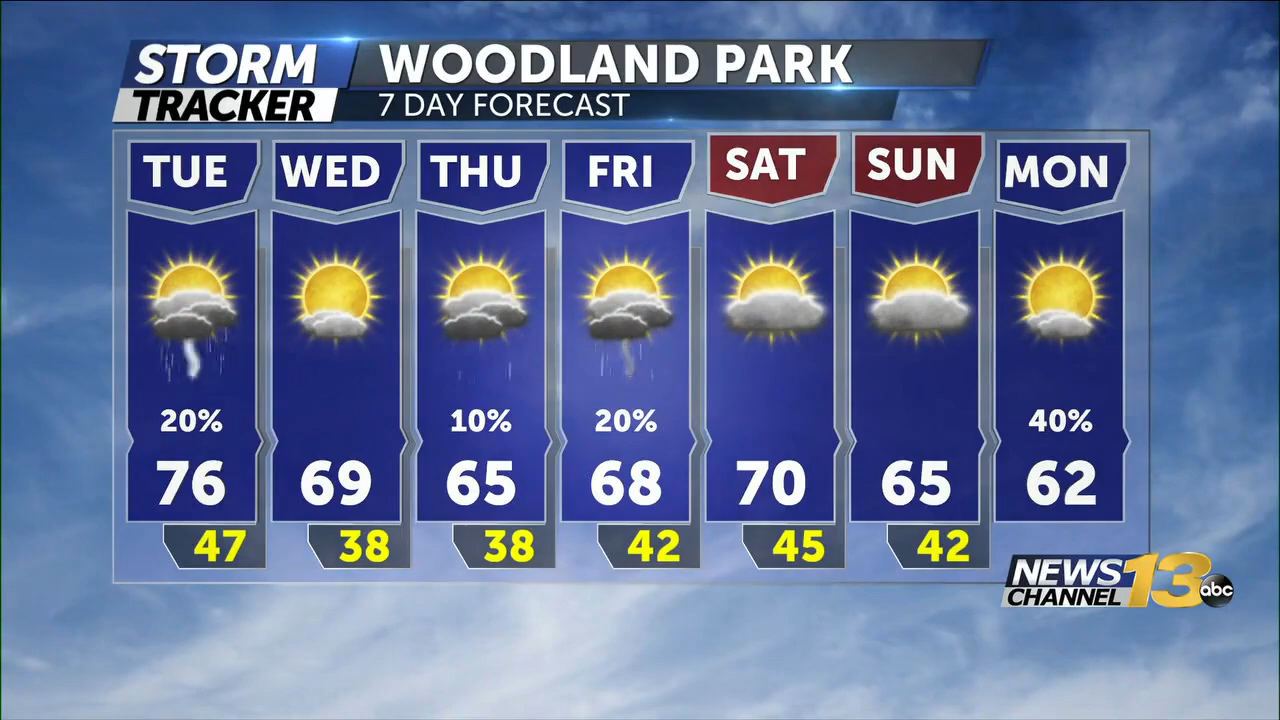 STORM
TRACKER
WOODLAND PARK
7 DAY FORECAST
TUE WED THU FRI SAT SUN MON
20% 10% 20% 40%
76 69 65 68 70 65 62
47 38 38 42 45 42
NEWS
CHANNEL
13
abc